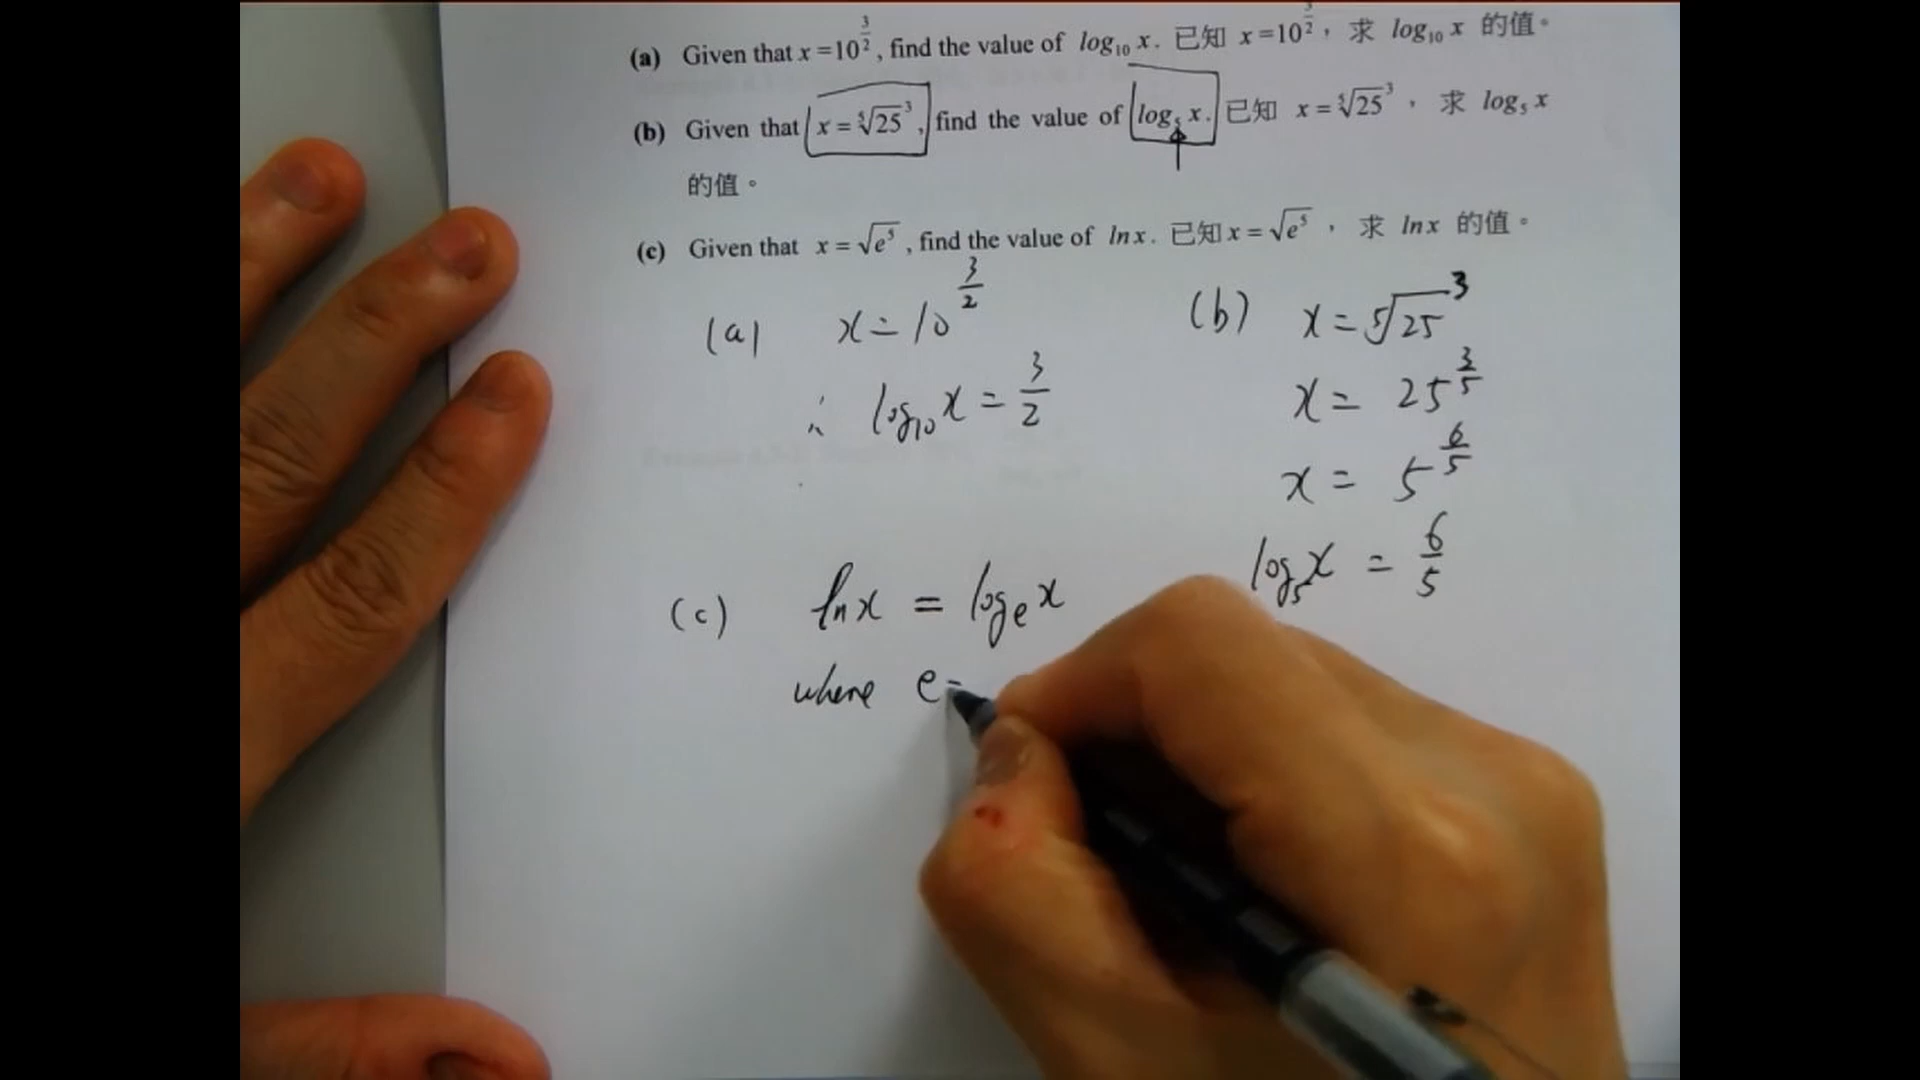 (a) Given that x = 10^{3/2}, find the value of log₁₀ x. 已知 x = 10^{3/2}, 求 log₁₀ x 的值。
(b) Given that x = ⁵√25³, find the value of log₅ x. 已知 x = ⁵√25³, 求 log₅ x
的值。
(c) Given that x = √e⁵, find the value of ln x. 已知 x = √e⁵, 求 ln x 的值。
(a) x = 10^{3/2}
∴ log₁₀ x = 3/2
(b) x = ⁵√25³
x = 25^{3/5}
x = 5^{6/5}
log₅ x = 6/5
(c) ln x = logₑ x
where e =